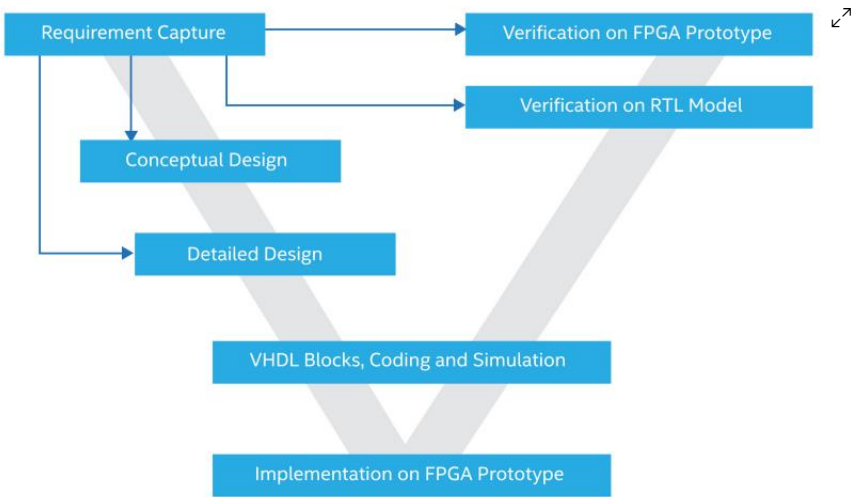 Requirement Capture
Verification on FPGA Prototype
Verification on RTL Model
Conceptual Design
Detailed Design
VHDL Blocks, Coding and Simulation
Implementation on FPGA Prototype